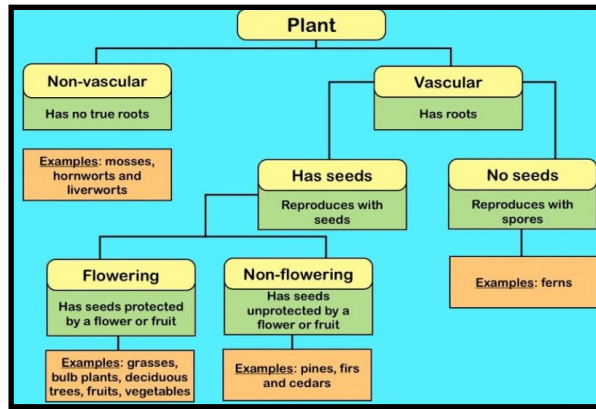 Plant
Non-vascular
Has no true roots
Examples: mosses,
hornworts and
liverworts
Vascular
Has roots
Has seeds
Reproduces with
seeds
No seeds
Reproduces with
spores
Examples: ferns
Flowering
Has seeds protected
by a flower or fruit
Examples: grasses,
bulb plants, deciduous
trees, fruits, vegetables
Non-flowering
Has seeds
unprotected by a
flower or fruit
Examples: pines, firs
and cedars